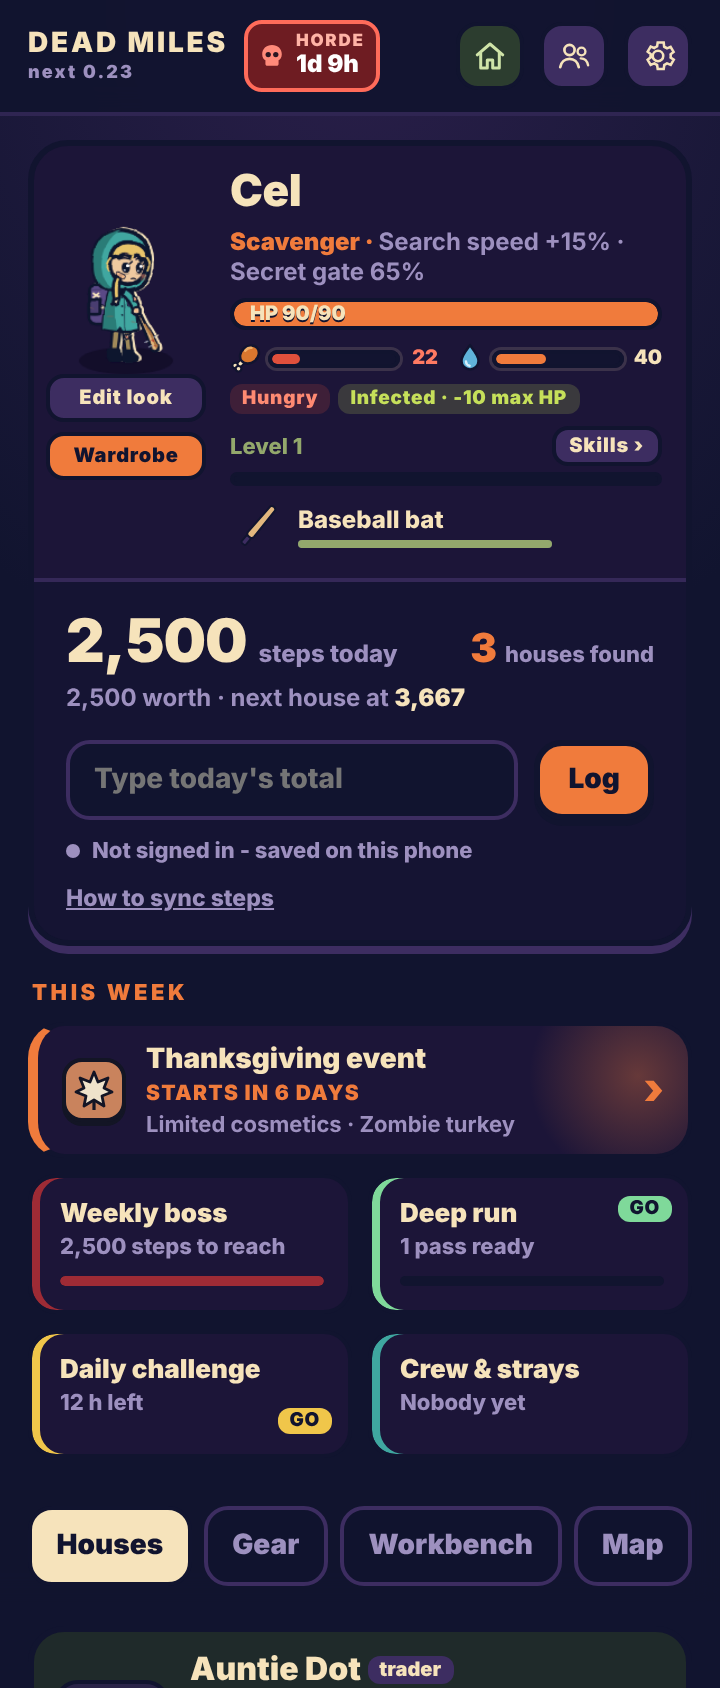 DEAD MILES
next 0.23
HORDE
1d 9h
Cel
Scavenger · Search speed +15% ·
Secret gate 65%
HP 90/90
22
40
Hungry
Infected · -10 max HP
Edit look
Wardrobe
Level 1
Skills ›
Baseball bat
2,500 steps today
3 houses found
2,500 worth · next house at 3,667
Type today's total
Log
Not signed in - saved on this phone
How to sync steps
THIS WEEK
Thanksgiving event
STARTS IN 6 DAYS
Limited cosmetics · Zombie turkey
›
Weekly boss
2,500 steps to reach
Deep run
GO
1 pass ready
Daily challenge
12 h left
GO
Crew & strays
Nobody yet
Houses
Gear
Workbench
Map
Auntie Dot trader